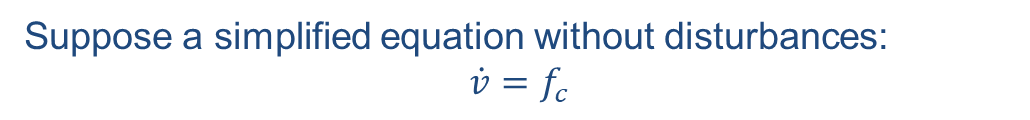 Suppose a simplified equation without disturbances:
v̇ = f_c